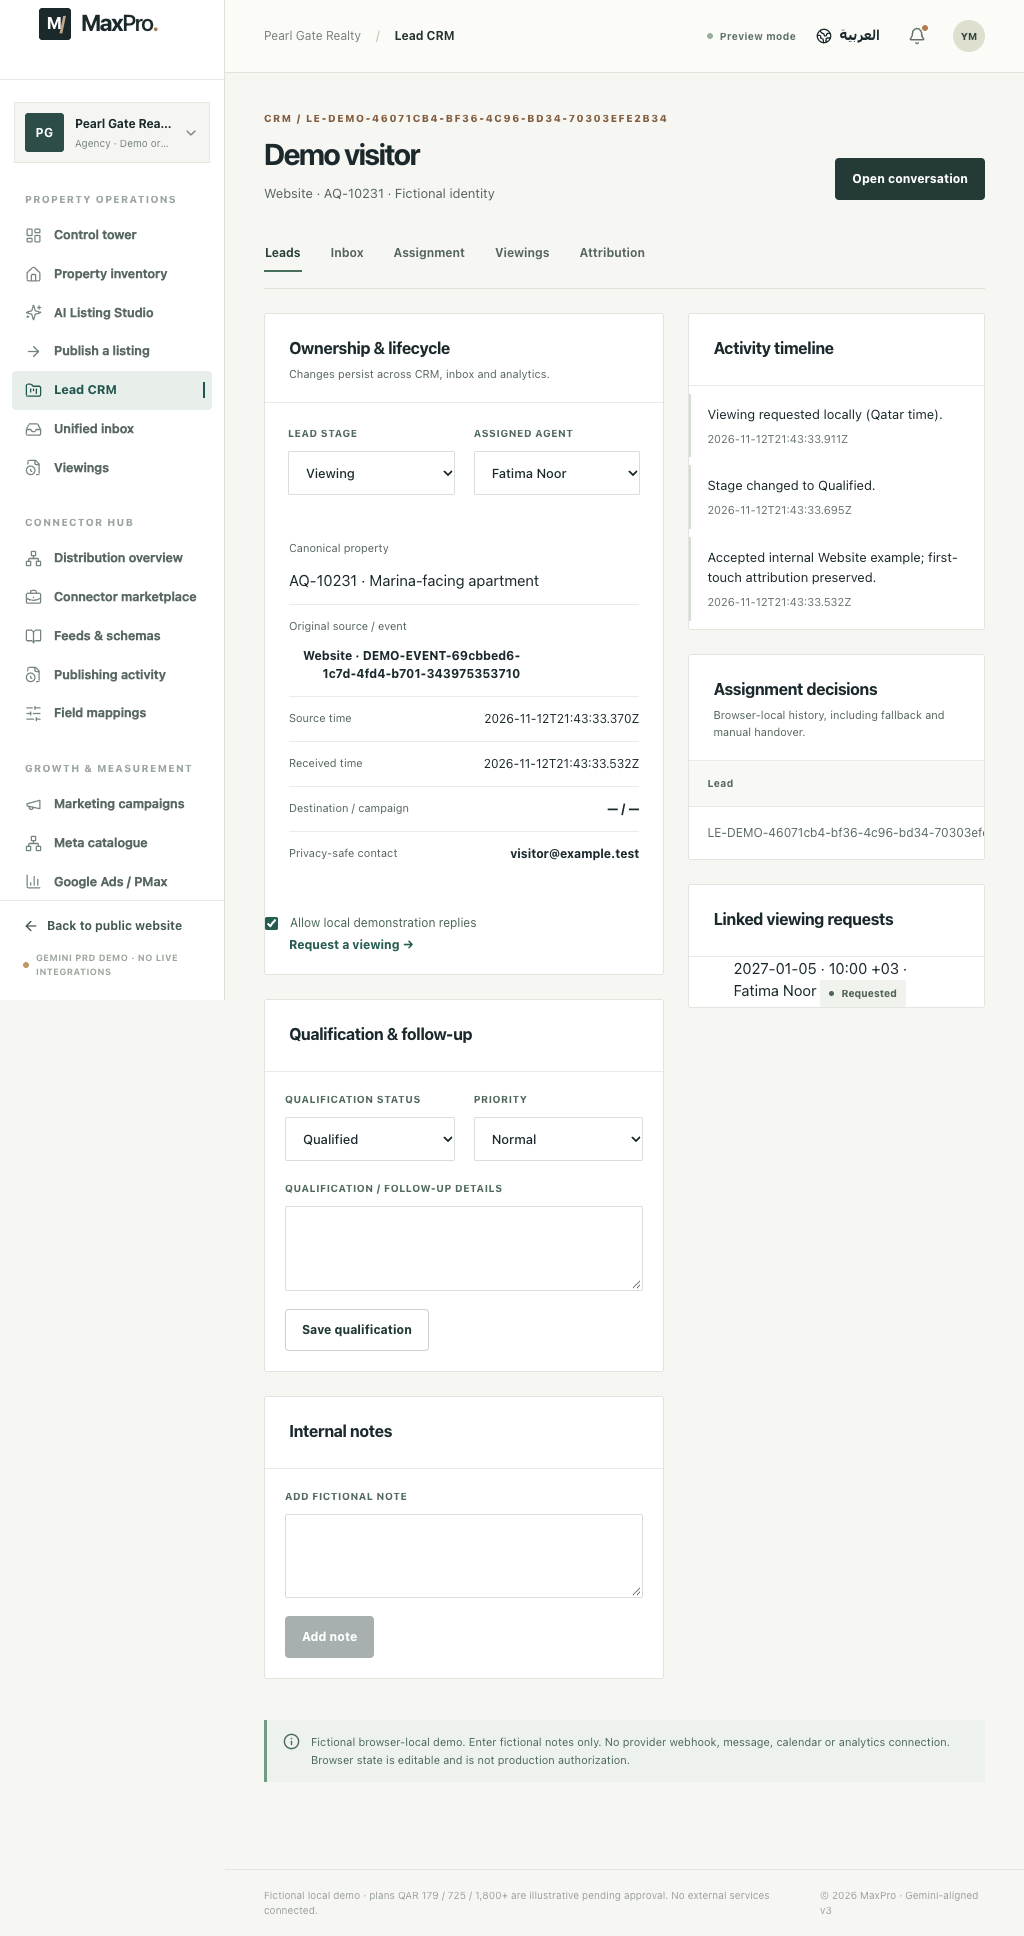 M/ MaxPro.
PG
Pearl Gate Rea...
Agency · Demo or...
PROPERTY OPERATIONS
Control tower
Property inventory
AI Listing Studio
Publish a listing
Lead CRM
Unified inbox
Viewings
CONNECTOR HUB
Distribution overview
Connector marketplace
Feeds & schemas
Publishing activity
Field mappings
GROWTH & MEASUREMENT
Marketing campaigns
Meta catalogue
Google Ads / PMax
Back to public website
GEMINI PRD DEMO · NO LIVE
INTEGRATIONS
Pearl Gate Realty / Lead CRM
Preview mode
العربية
YM
CRM / LE-DEMO-46071CB4-BF36-4C96-BD34-70303EFE2B34
Demo visitor
Website · AQ-10231 · Fictional identity
Open conversation
Leads
Inbox
Assignment
Viewings
Attribution
Ownership & lifecycle
Changes persist across CRM, inbox and analytics.
LEAD STAGE
ASSIGNED AGENT
Viewing
Fatima Noor
Canonical property
AQ-10231 · Marina-facing apartment
Original source / event
Website · DEMO-EVENT-69cbbed6-
1c7d-4fd4-b701-343975353710
Source time 2026-11-12T21:43:33.370Z
Received time 2026-11-12T21:43:33.532Z
Destination / campaign — / —
Privacy-safe contact visitor@example.test
Allow local demonstration replies
Request a viewing →
Qualification & follow-up
QUALIFICATION STATUS
PRIORITY
Qualified
Normal
QUALIFICATION / FOLLOW-UP DETAILS
Save qualification
Internal notes
ADD FICTIONAL NOTE
Add note
Activity timeline
Viewing requested locally (Qatar time).
2026-11-12T21:43:33.911Z
Stage changed to Qualified.
2026-11-12T21:43:33.695Z
Accepted internal Website example; first-
touch attribution preserved.
2026-11-12T21:43:33.532Z
Assignment decisions
Browser-local history, including fallback and
manual handover.
Lead
LE-DEMO-46071cb4-bf36-4c96-bd34-70303ef
Linked viewing requests
2027-01-05 · 10:00 +03 ·
Fatima Noor
Requested
Fictional browser-local demo. Enter fictional notes only. No provider webhook, message, calendar or analytics connection.
Browser state is editable and is not production authorization.
Fictional local demo · plans QAR 179 / 725 / 1,800+ are illustrative pending approval. No external services
connected.
© 2026 MaxPro · Gemini-aligned
v3